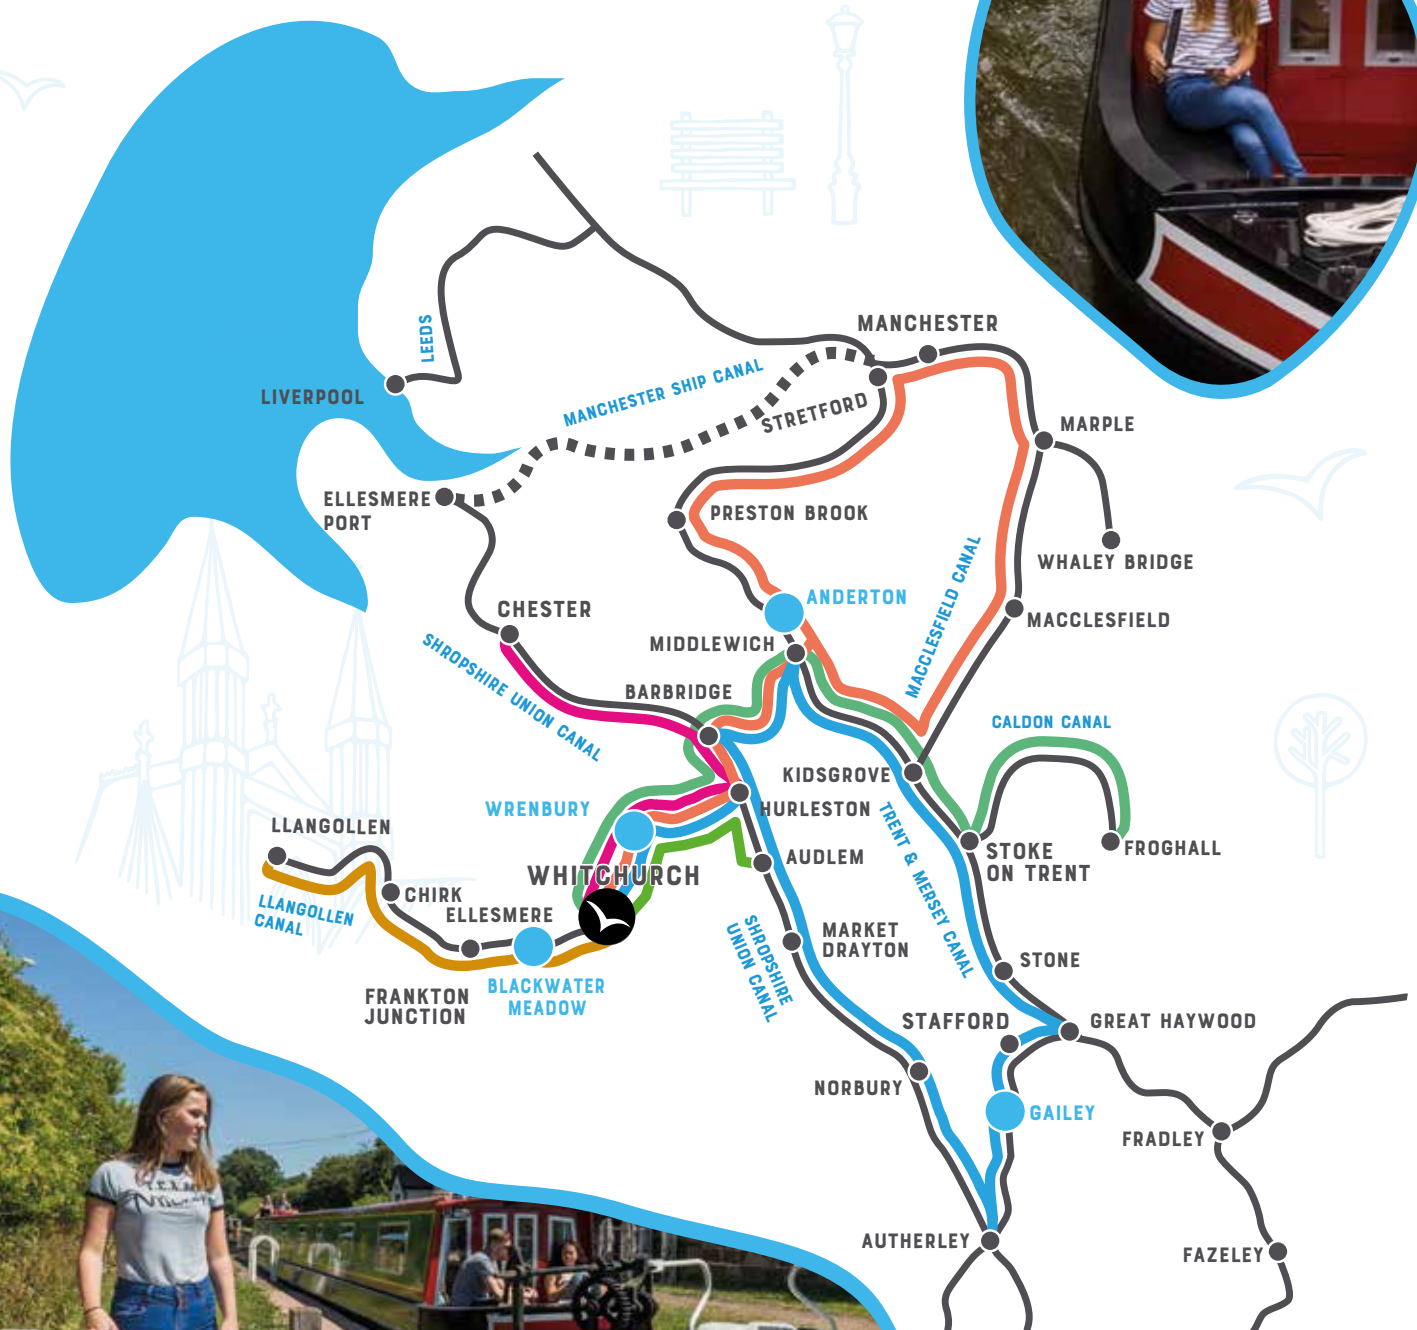 MANCHESTER
LEEDS
MANCHESTER SHIP CANAL
LIVERPOOL
STRETFORD
MARPLE
ELLESMERE
PORT
PRESTON BROOK
WHALEY BRIDGE
ANDERTON
MACCLESFIELD CANAL
CHESTER
MACCLESFIELD
MIDDLEWICH
SHROPSHIRE UNION CANAL
BARBRIDGE
CALDON CANAL
KIDSGROVE
WRENBURY
HURLESTON
LLANGOLLEN
TRENT & MERSEY CANAL
STOKE
ON TRENT
FROGHALL
AUDLEM
WHITCHURCH
CHIRK
LLANGOLLEN
CANAL
ELLESMERE
SHROPSHIRE
UNION CANAL
MARKET
DRAYTON
STONE
BLACKWATER
MEADOW
FRANKTON
JUNCTION
STAFFORD
GREAT HAYWOOD
NORBURY
GAILEY
FRADLEY
AUTHERLEY
FAZELEY